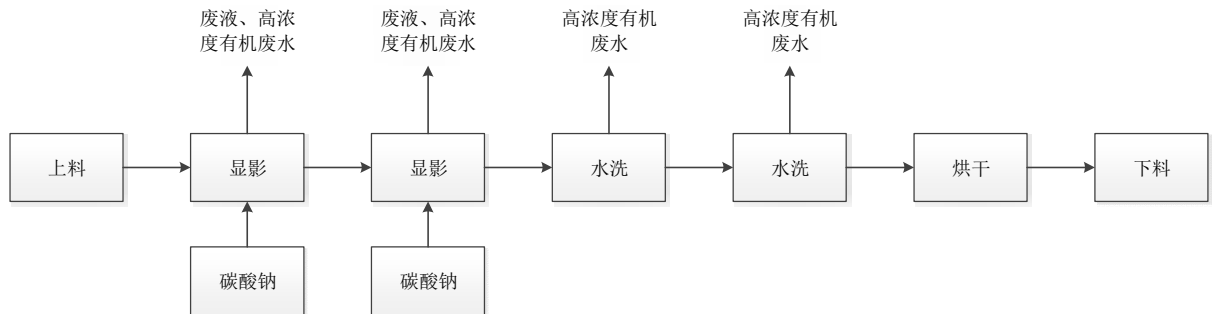 废液、高浓
度有机废水
废液、高浓
度有机废水
高浓度有机
废水
高浓度有机
废水
上料
显影
显影
水洗
水洗
烘干
下料
碳酸钠
碳酸钠